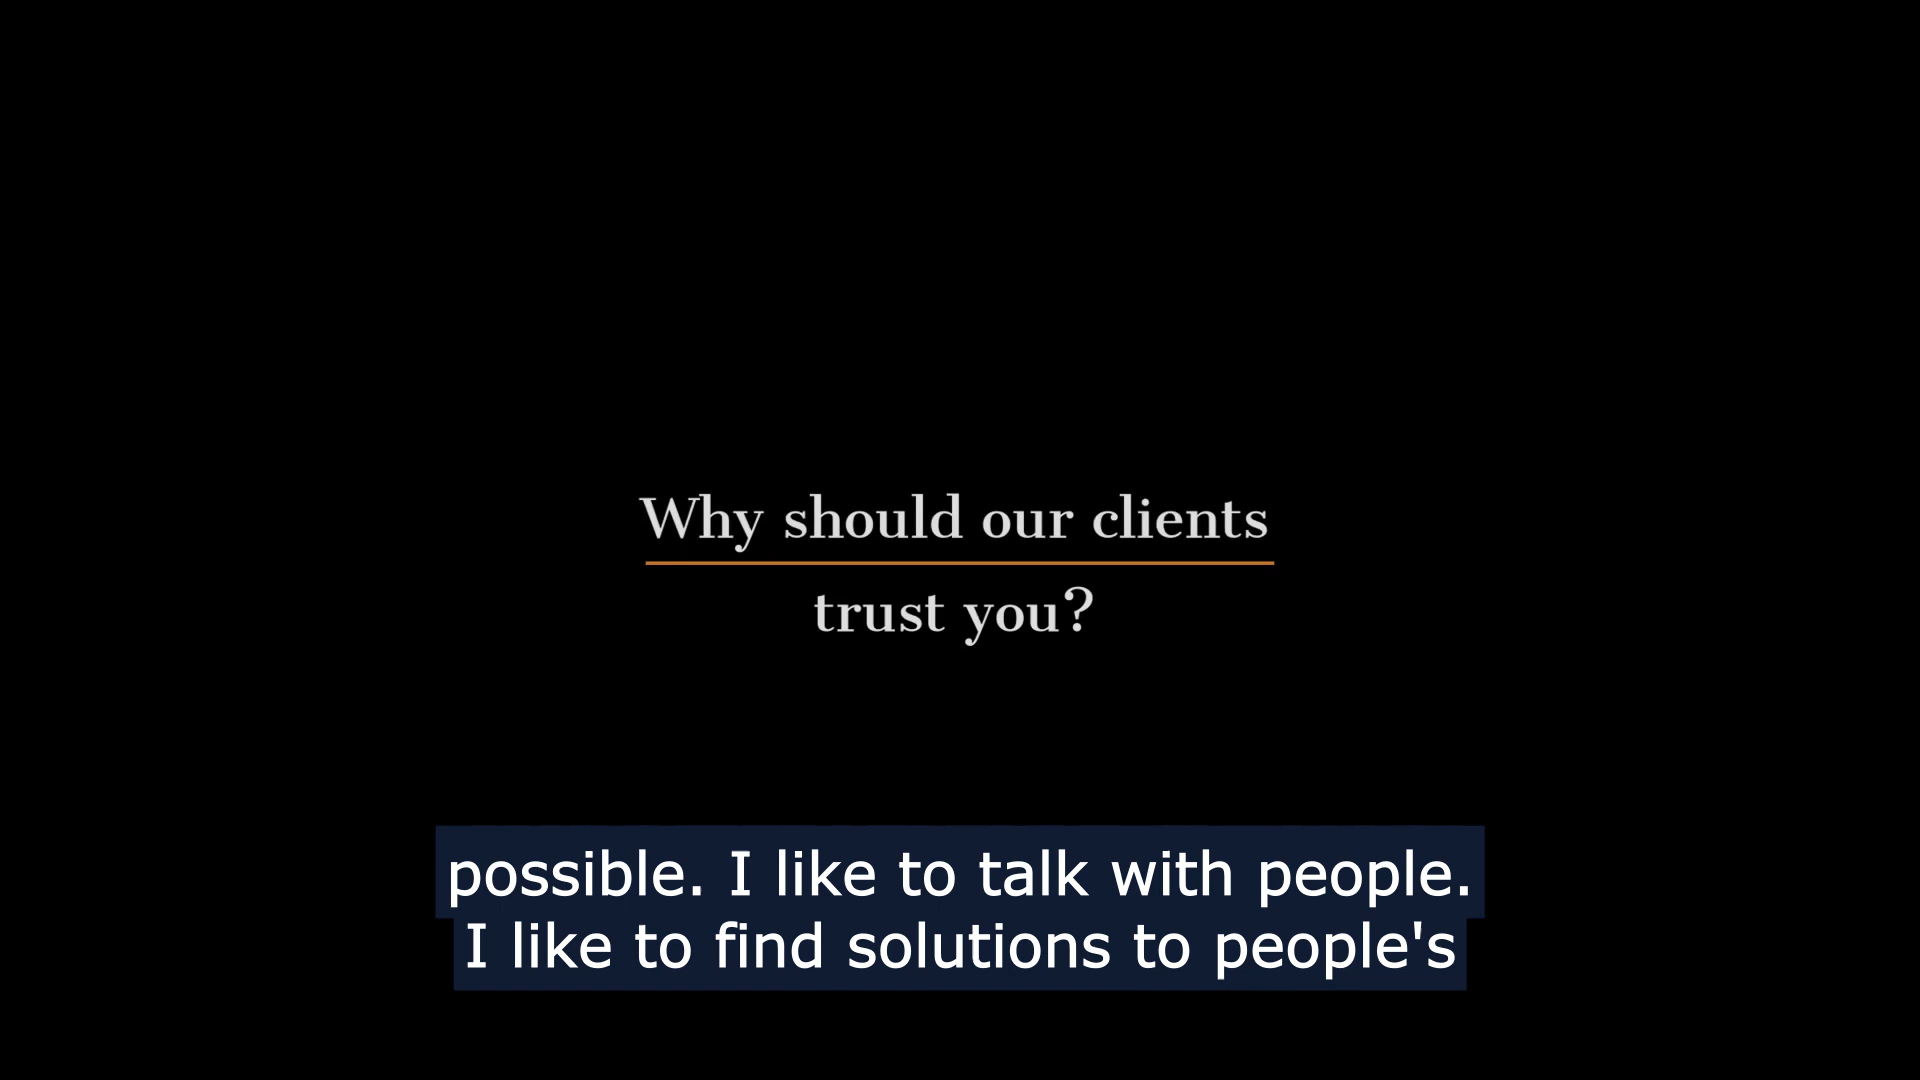 Why should our clients
trust you?
possible. I like to talk with people.
I like to find solutions to people's